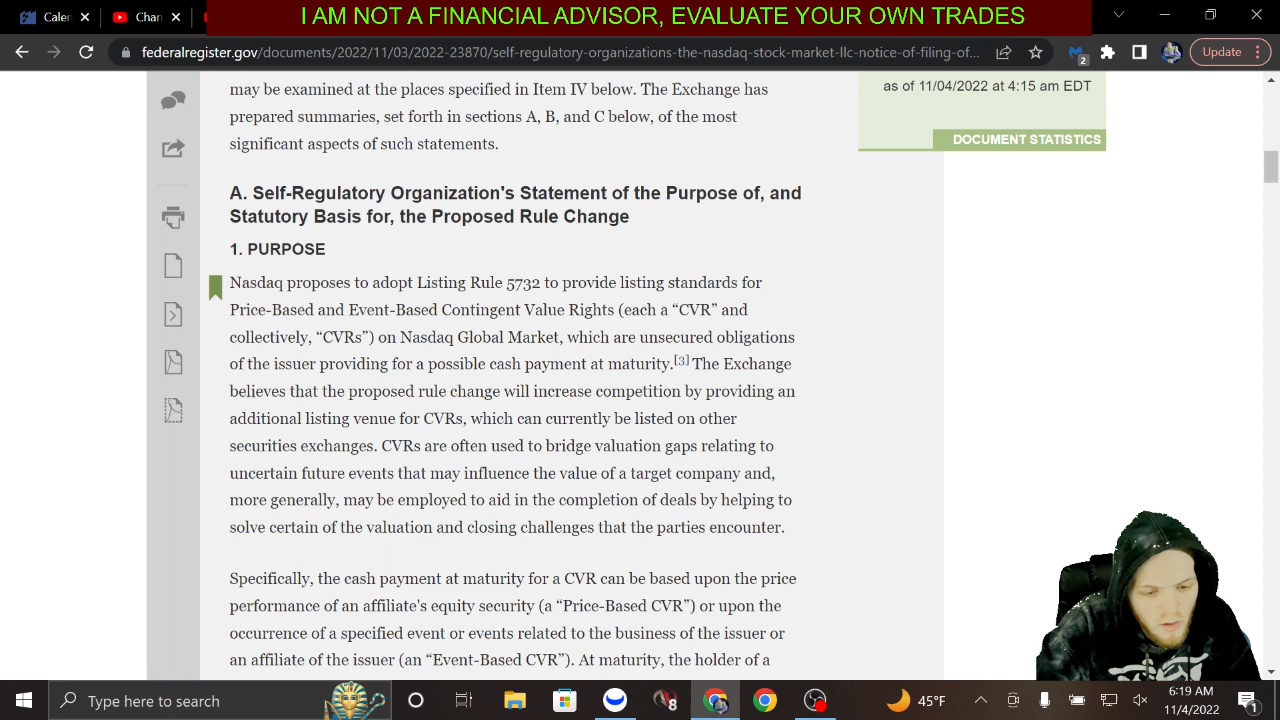 I AM NOT A FINANCIAL ADVISOR, EVALUATE YOUR OWN TRADES
Calen
Chan
federalregister.gov/documents/2022/11/03/2022-23870/self-regulatory-organizations-the-nasdaq-stock-market-llc-notice-of-filing-of...
2
Update
may be examined at the places specified in Item IV below. The Exchange has
prepared summaries, set forth in sections A, B, and C below, of the most
significant aspects of such statements.
as of 11/04/2022 at 4:15 am EDT
DOCUMENT STATISTICS
A. Self-Regulatory Organization's Statement of the Purpose of, and
Statutory Basis for, the Proposed Rule Change
1. PURPOSE
Nasdaq proposes to adopt Listing Rule 5732 to provide listing standards for
Price-Based and Event-Based Contingent Value Rights (each a “CVR” and
collectively, “CVRs”) on Nasdaq Global Market, which are unsecured obligations
of the issuer providing for a possible cash payment at maturity.[3] The Exchange
believes that the proposed rule change will increase competition by providing an
additional listing venue for CVRs, which can currently be listed on other
securities exchanges. CVRs are often used to bridge valuation gaps relating to
uncertain future events that may influence the value of a target company and,
more generally, may be employed to aid in the completion of deals by helping to
solve certain of the valuation and closing challenges that the parties encounter.
Specifically, the cash payment at maturity for a CVR can be based upon the price
performance of an affiliate's equity security (a “Price-Based CVR”) or upon the
occurrence of a specified event or events related to the business of the issuer or
an affiliate of the issuer (an “Event-Based CVR”). At maturity, the holder of a
Type here to search
8
45°F
6:19 AM
11/4/2022
1